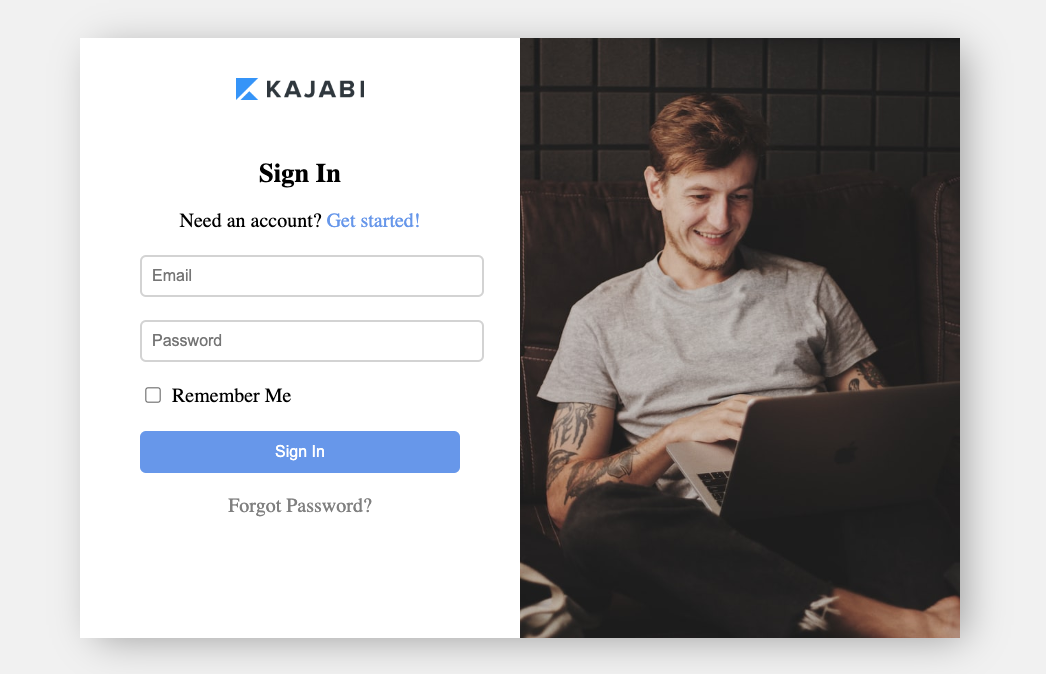 KAJABI
Sign In
Need an account? Get started!
Email
Password
Remember Me
Sign In
Forgot Password?